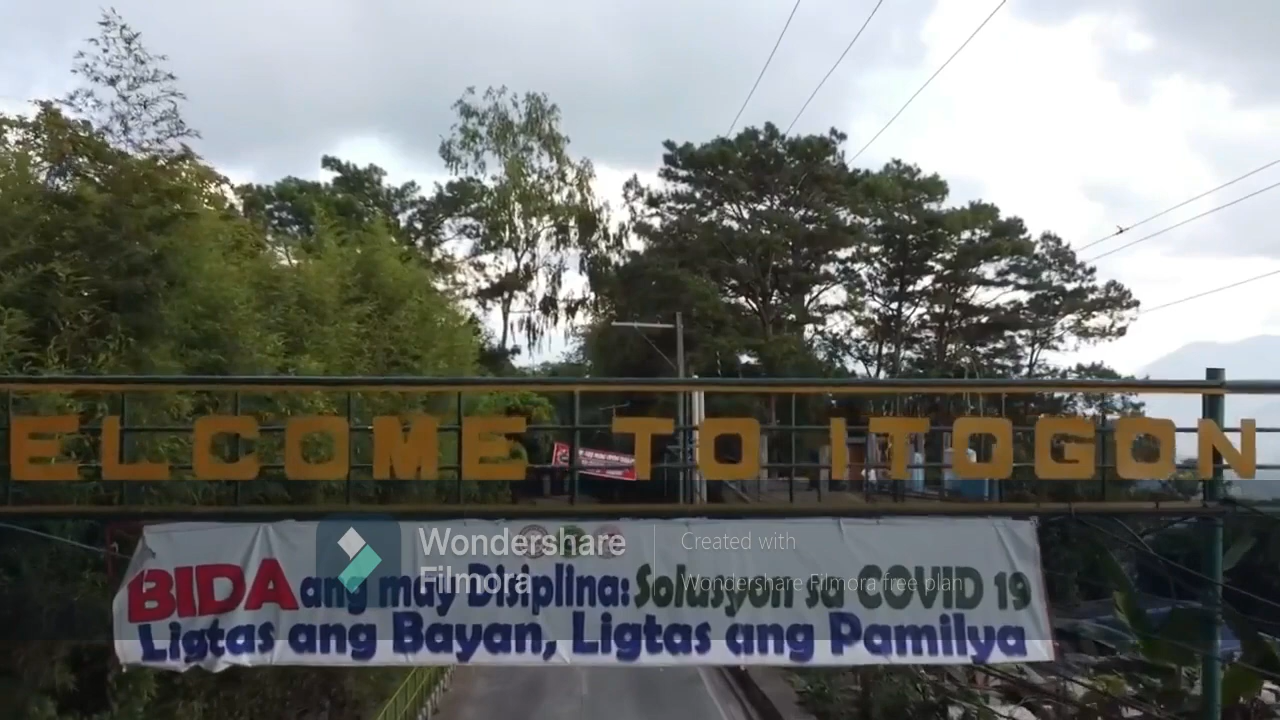 ELCOME TO ITOGON
Wondershare
Filmora
Created with
Wondershare Filmora free plan
BIDA ang may Disiplina: Solusyon sa COVID 19
Ligtas ang Bayan, Ligtas ang Pamilya